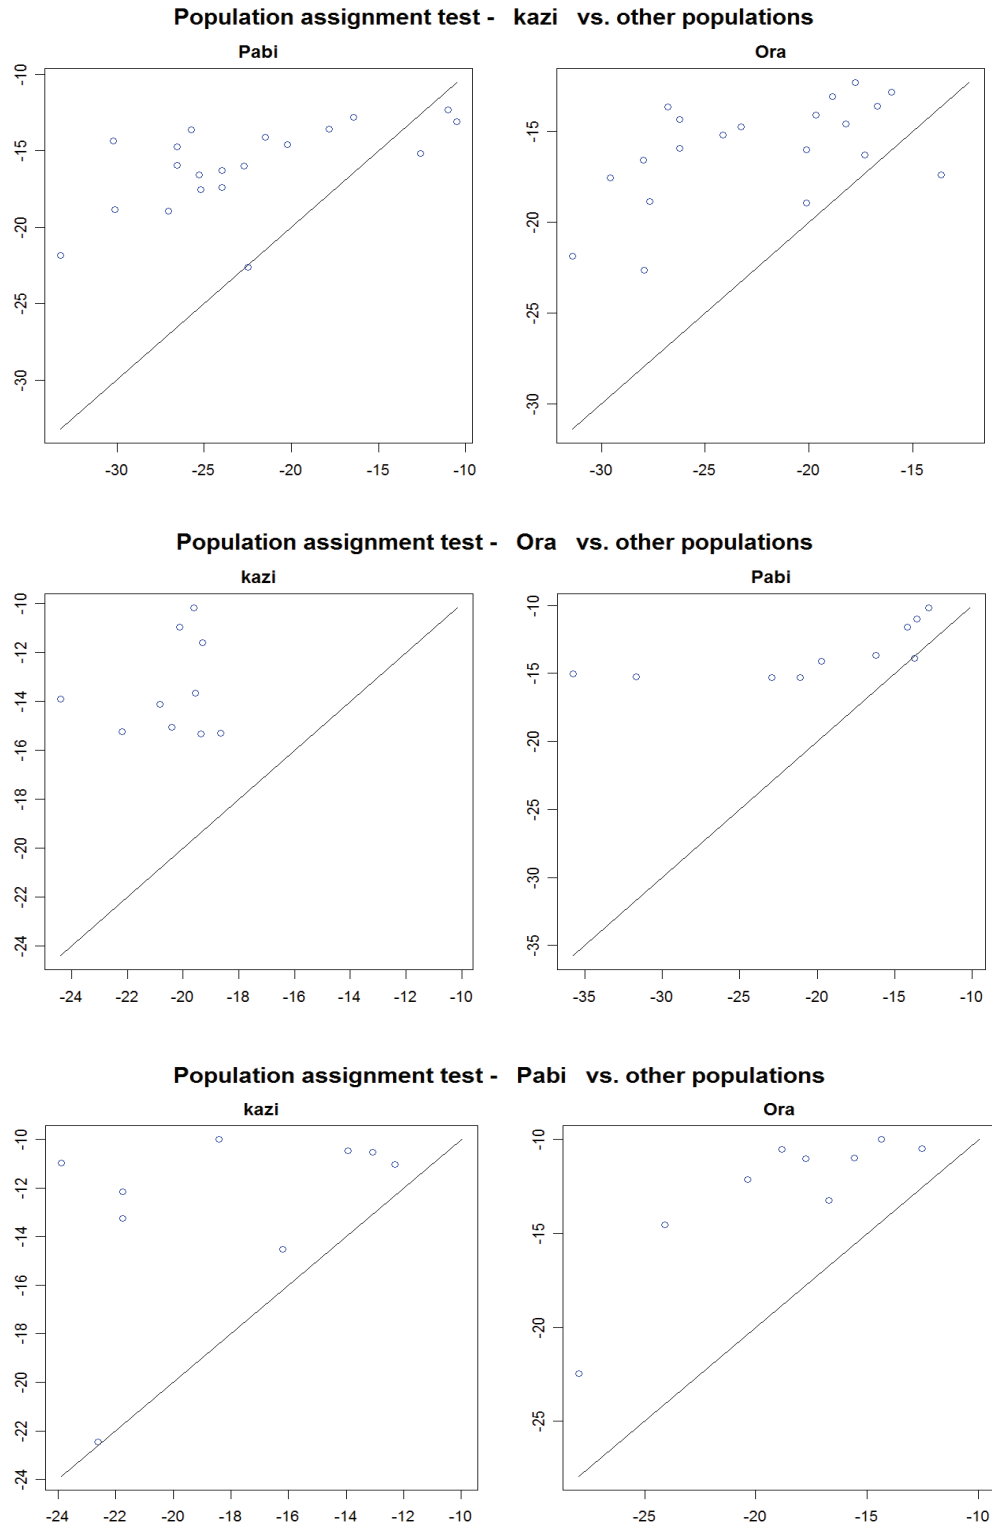 Population assignment test - kazi vs. other populations
Pabi Ora
-10
-15
-20
-25
-30
-15
-20
-25
-30
-30 -25 -20 -15 -10
-30 -25 -20 -15
Population assignment test - Ora vs. other populations
kazi Pabi
-10
-12
-14
-16
-18
-20
-22
-24
-10
-15
-20
-25
-30
-35
-24 -22 -20 -18 -16 -14 -12 -10
-35 -30 -25 -20 -15 -10
Population assignment test - Pabi vs. other populations
kazi Ora
-10
-12
-14
-16
-18
-20
-22
-24
-10
-15
-20
-25
-24 -22 -20 -18 -16 -14 -12 -10
-25 -20 -15 -10